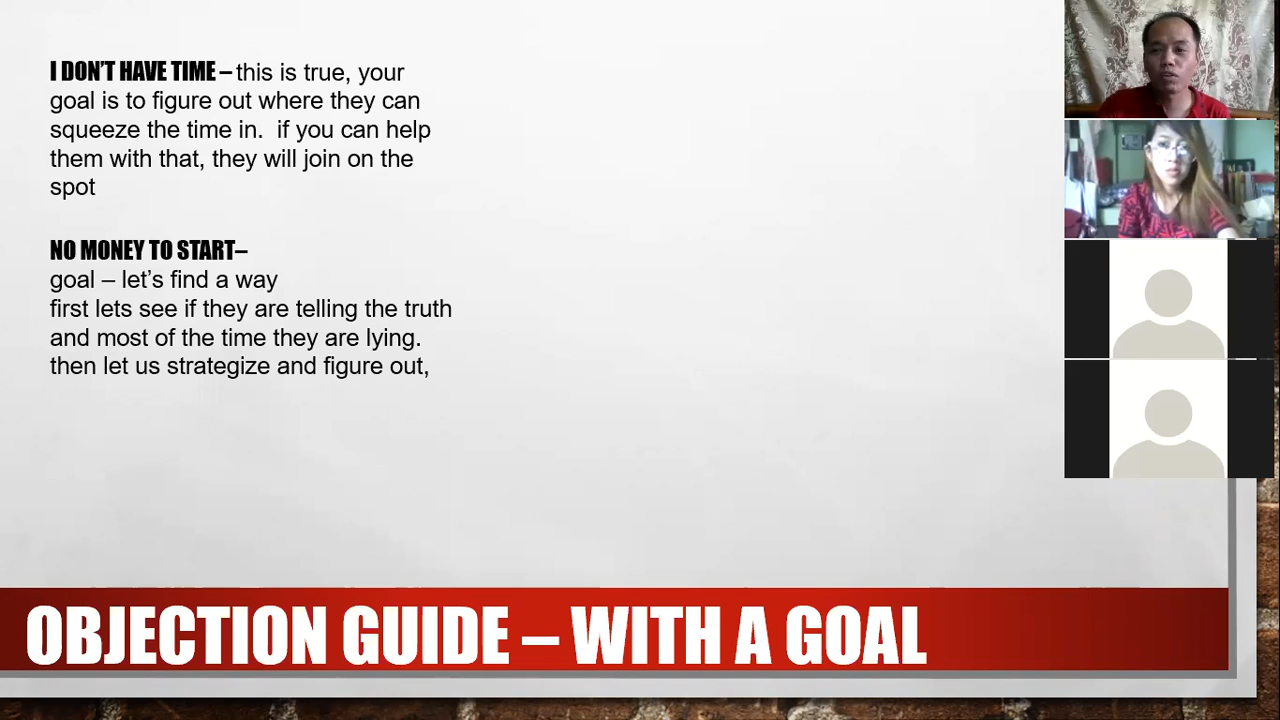 I DON'T HAVE TIME – this is true, your
goal is to figure out where they can
squeeze the time in.  if you can help
them with that, they will join on the
spot
NO MONEY TO START–
goal – let's find a way
first lets see if they are telling the truth
and most of the time they are lying.
then let us strategize and figure out,
OBJECTION GUIDE – WITH A GOAL